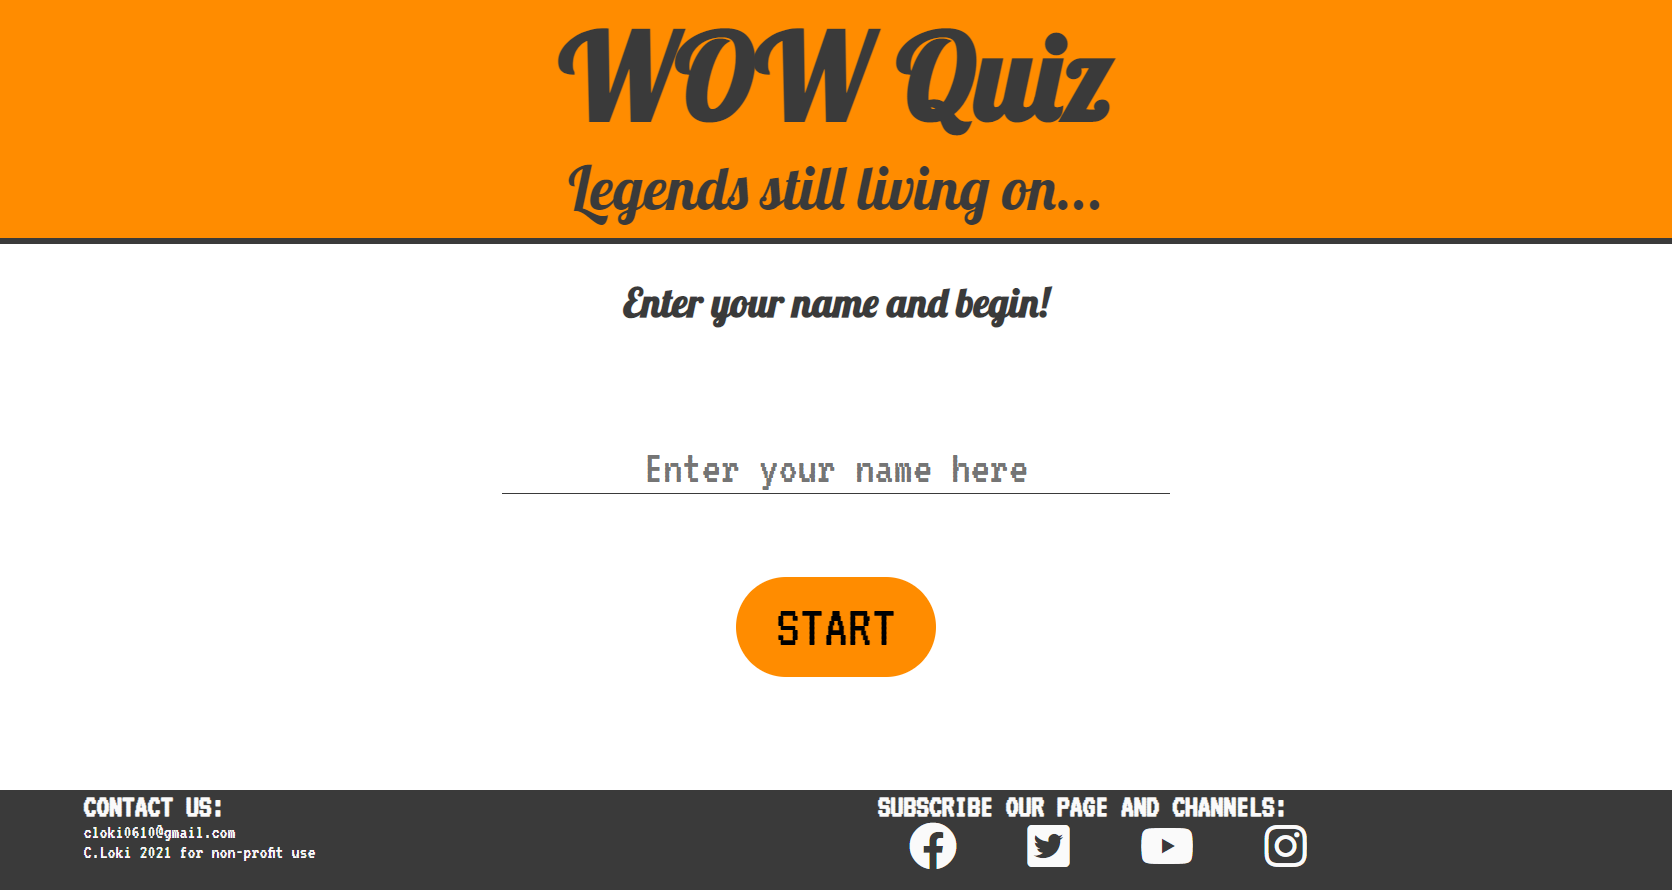 WOW Quiz
Legends still living on...
Enter your name and begin!
Enter your name here
START
CONTACT US:
cloki0610@gmail.com
C.Loki 2021 for non-profit use
SUBSCRIBE OUR PAGE AND CHANNELS: